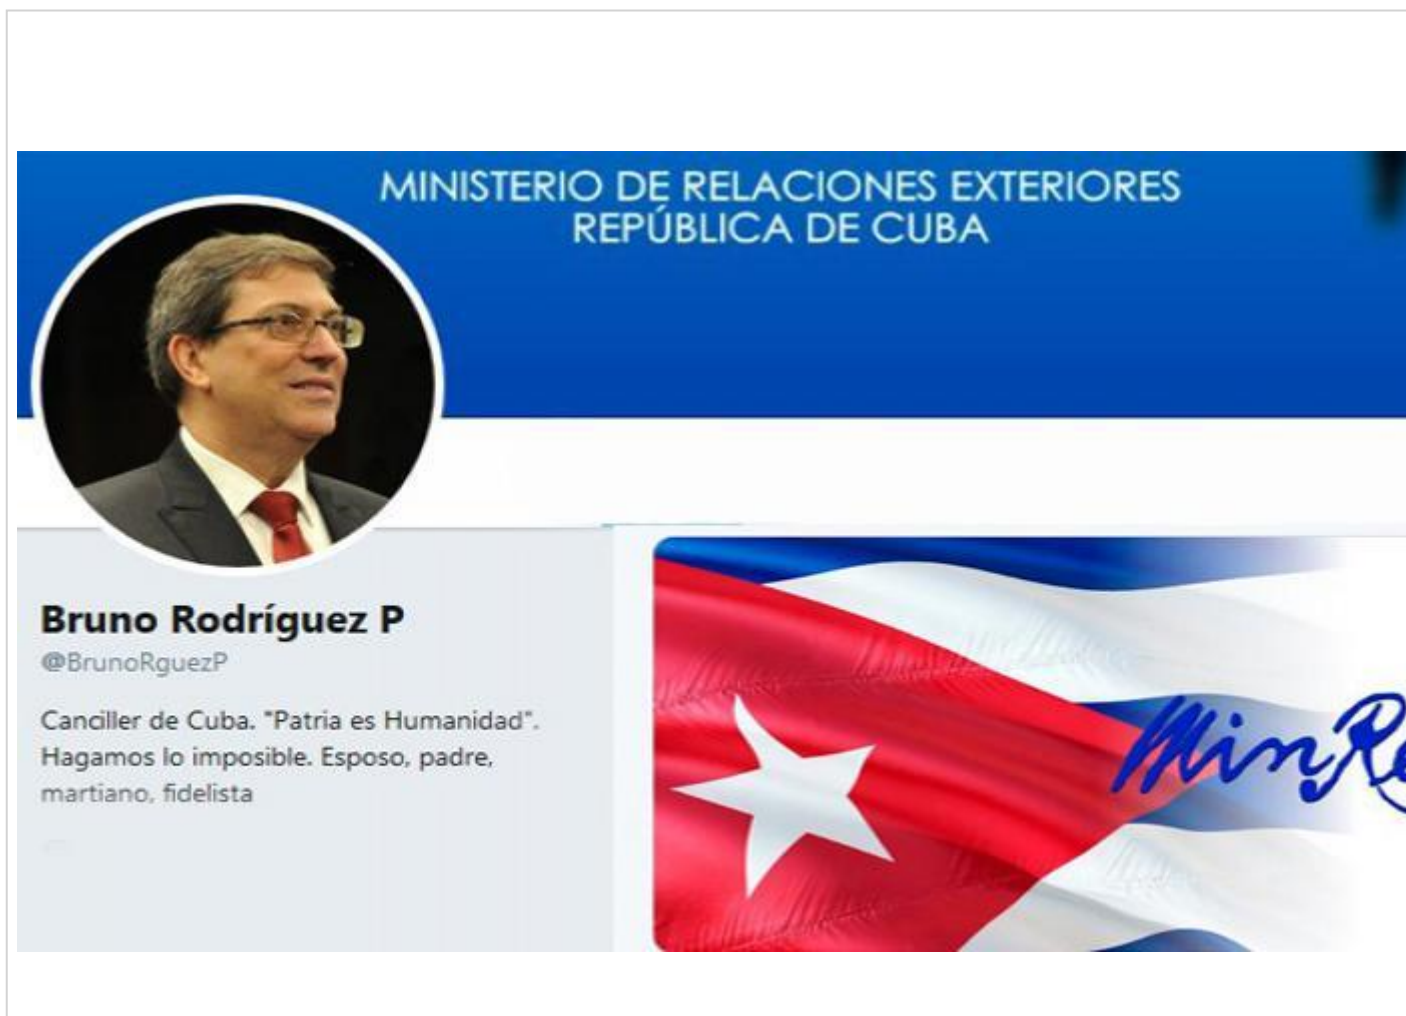 MINISTERIO DE RELACIONES EXTERIORES
REPÚBLICA DE CUBA
Bruno Rodríguez P
@BrunoRguezP
Canciller de Cuba. "Patria es Humanidad".
Hagamos lo imposible. Esposo, padre,
martiano, fidelista
MinRe